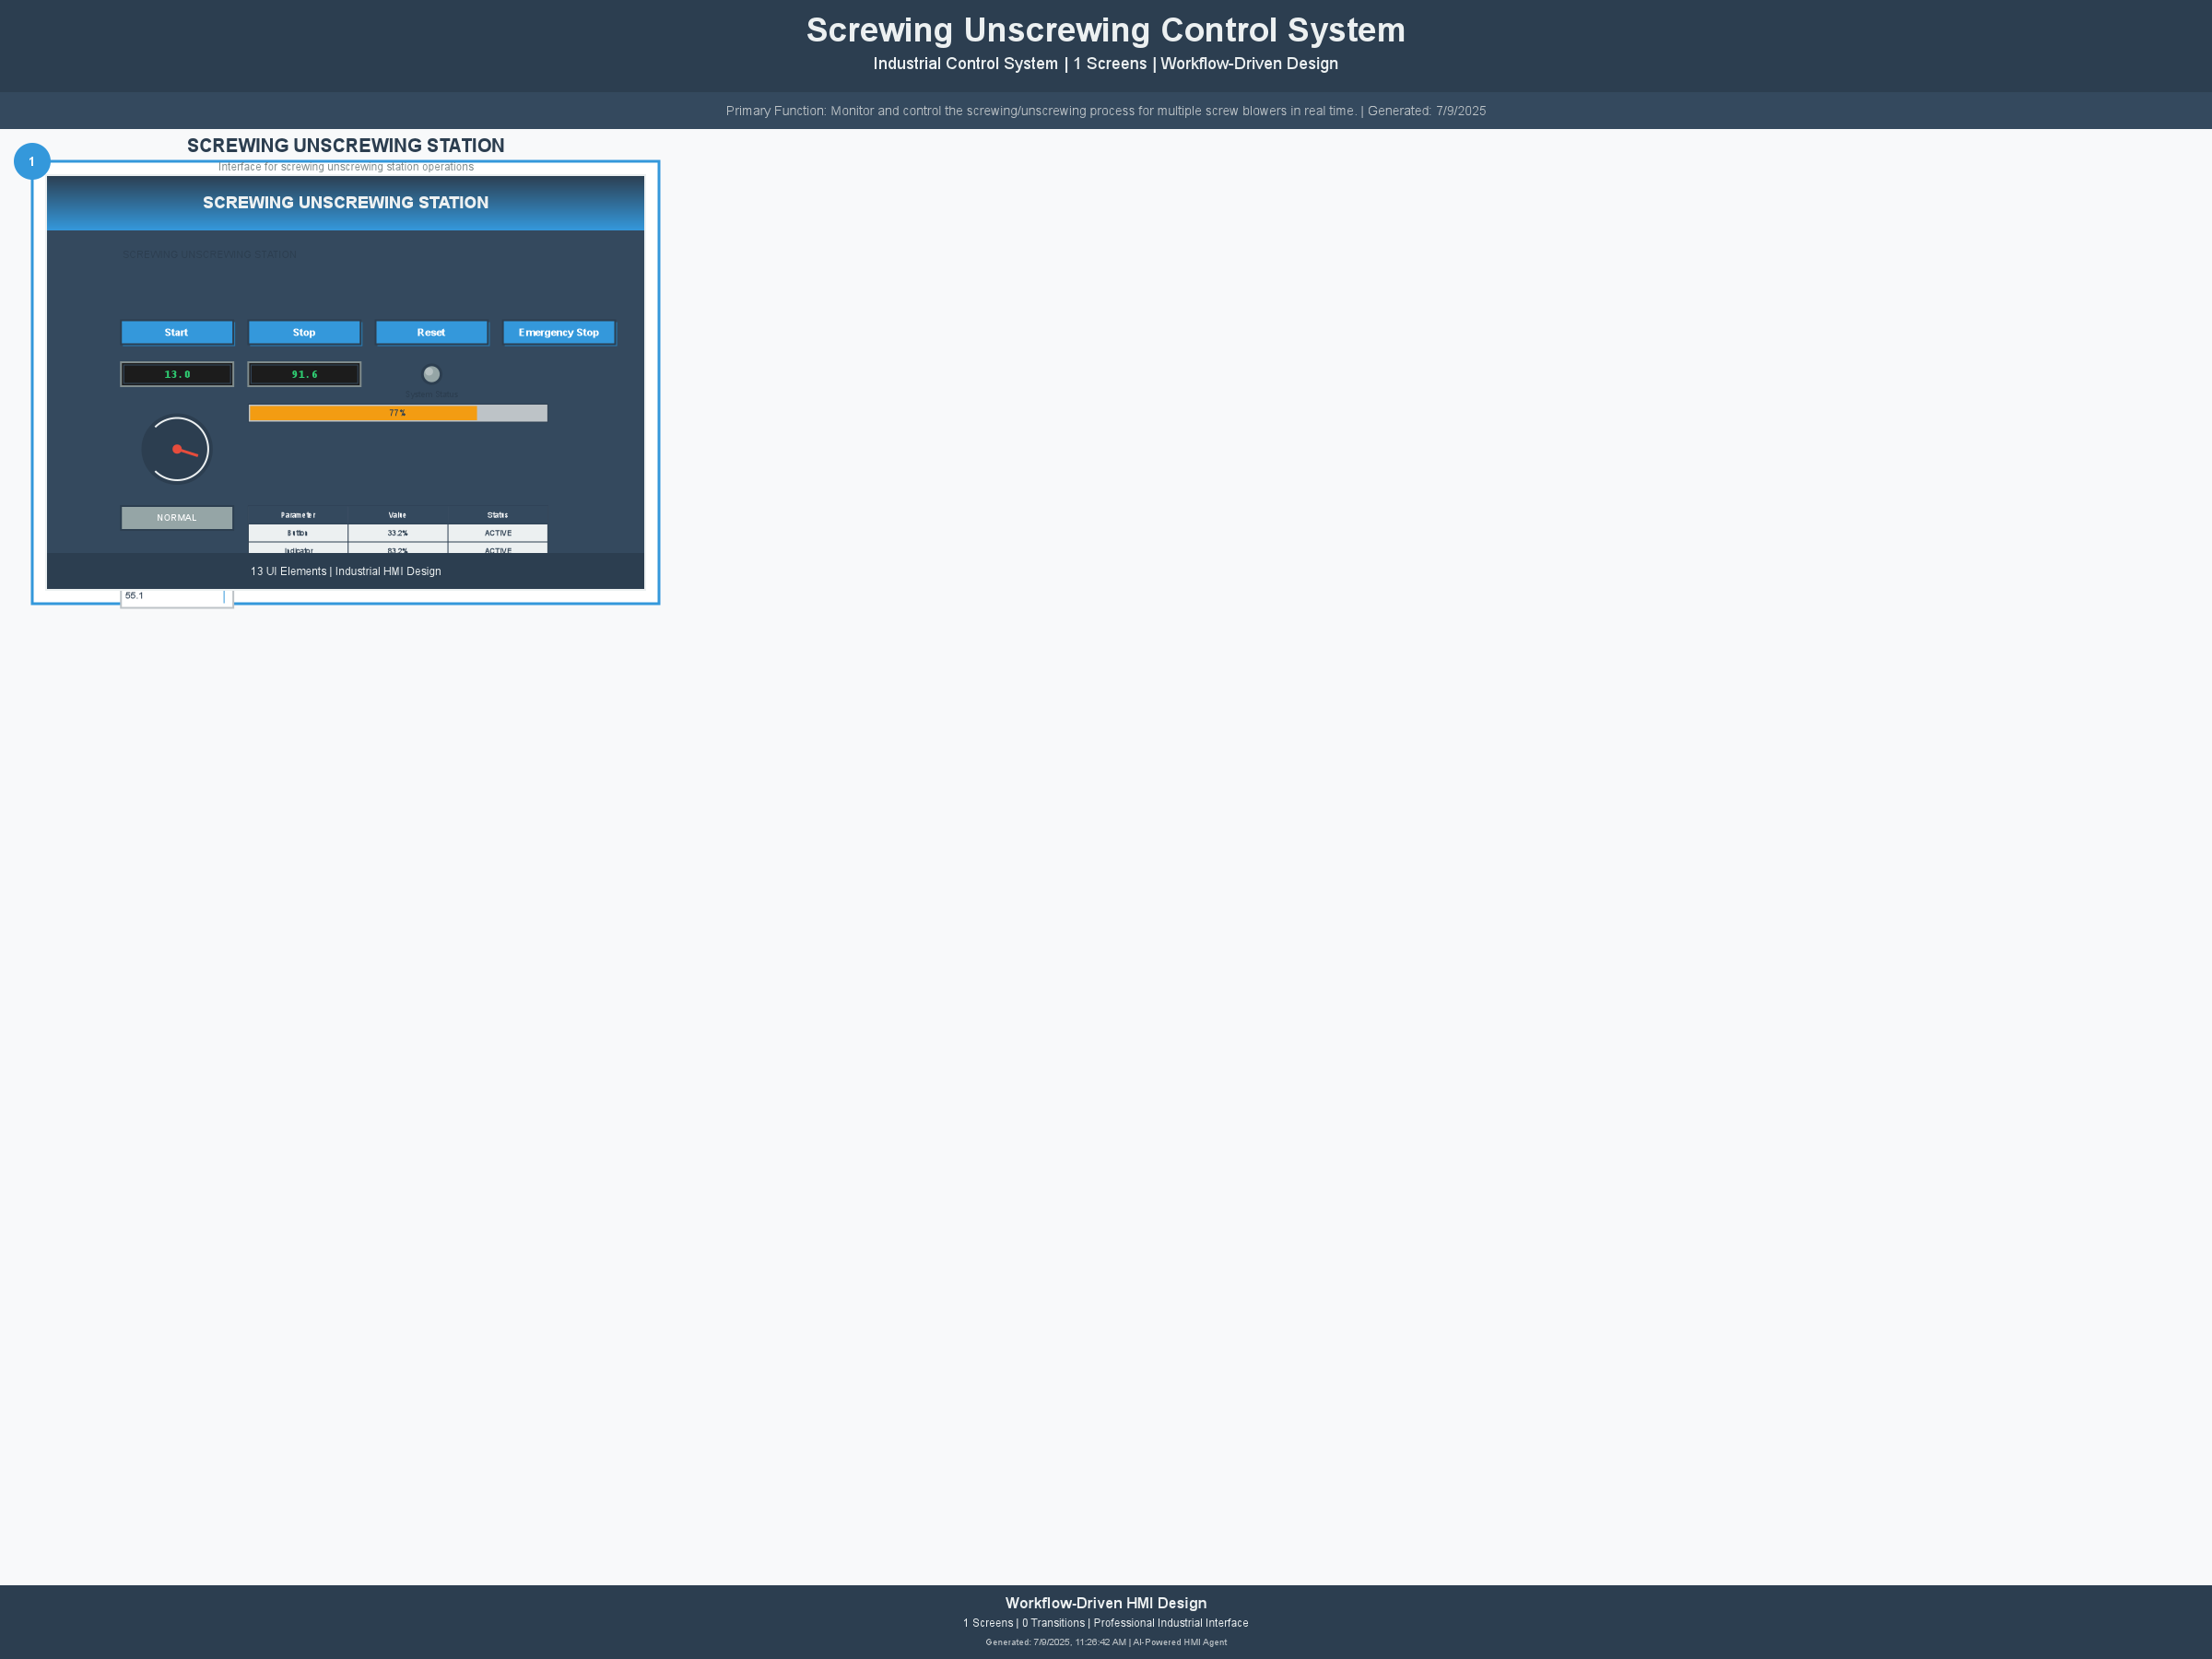 Screwing Unscrewing Control System
Industrial Control System | 1 Screens | Workflow-Driven Design
Primary Function: Monitor and control the screwing/unscrewing process for multiple screw blowers in real time. | Generated: 7/9/2025
SCREWING UNSCREWING STATION
1
Interface for screwing unscrewing station operations
SCREWING UNSCREWING STATION
SCREWING UNSCREWING STATION
Start Stop Reset Emergency Stop
13.0 91.6
System Status
77%
NORMAL
Parameter Value Status
Button 33.2% ACTIVE
Indicator 63.2% ACTIVE
13 UI Elements | Industrial HMI Design
55.1
Workflow-Driven HMI Design
1 Screens | 0 Transitions | Professional Industrial Interface
Generated: 7/9/2025, 11:26:42 AM | AI-Powered HMI Agent